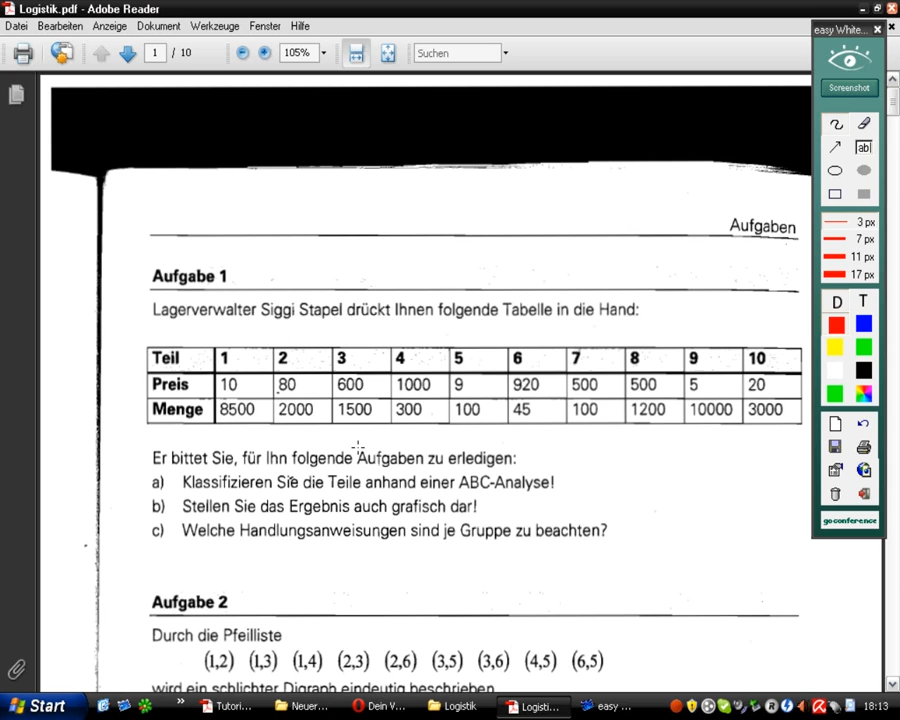 Logistik.pdf - Adobe Reader
Datei Bearbeiten Anzeige Dokument Werkzeuge Fenster Hilfe
easy White...
1 / 10 105% Suchen
Screenshot
ab
3 px
7 px
11 px
17 px
D T
goconference
Aufgaben
Aufgabe 1
Lagerverwalter Siggi Stapel drückt Ihnen folgende Tabelle in die Hand:
Teil 1 2 3 4 5 6 7 8 9 10
Preis 10 80 600 1000 9 920 500 500 5 20
Menge 8500 2000 1500 300 100 45 100 1200 10000 3000
Er bittet Sie, für Ihn folgende Aufgaben zu erledigen:
a) Klassifizieren Sie die Teile anhand einer ABC-Analyse!
b) Stellen Sie das Ergebnis auch grafisch dar!
c) Welche Handlungsanweisungen sind je Gruppe zu beachten?
Aufgabe 2
Durch die Pfeilliste
(1,2) (1,3) (1,4) (2,3) (2,6) (3,5) (3,6) (4,5) (6,5)
wird ein schlichter Digraph eindeutig beschrieben
Start Tutori... Neuer... Dein V... Logistik Logisti... easy ... 18:13